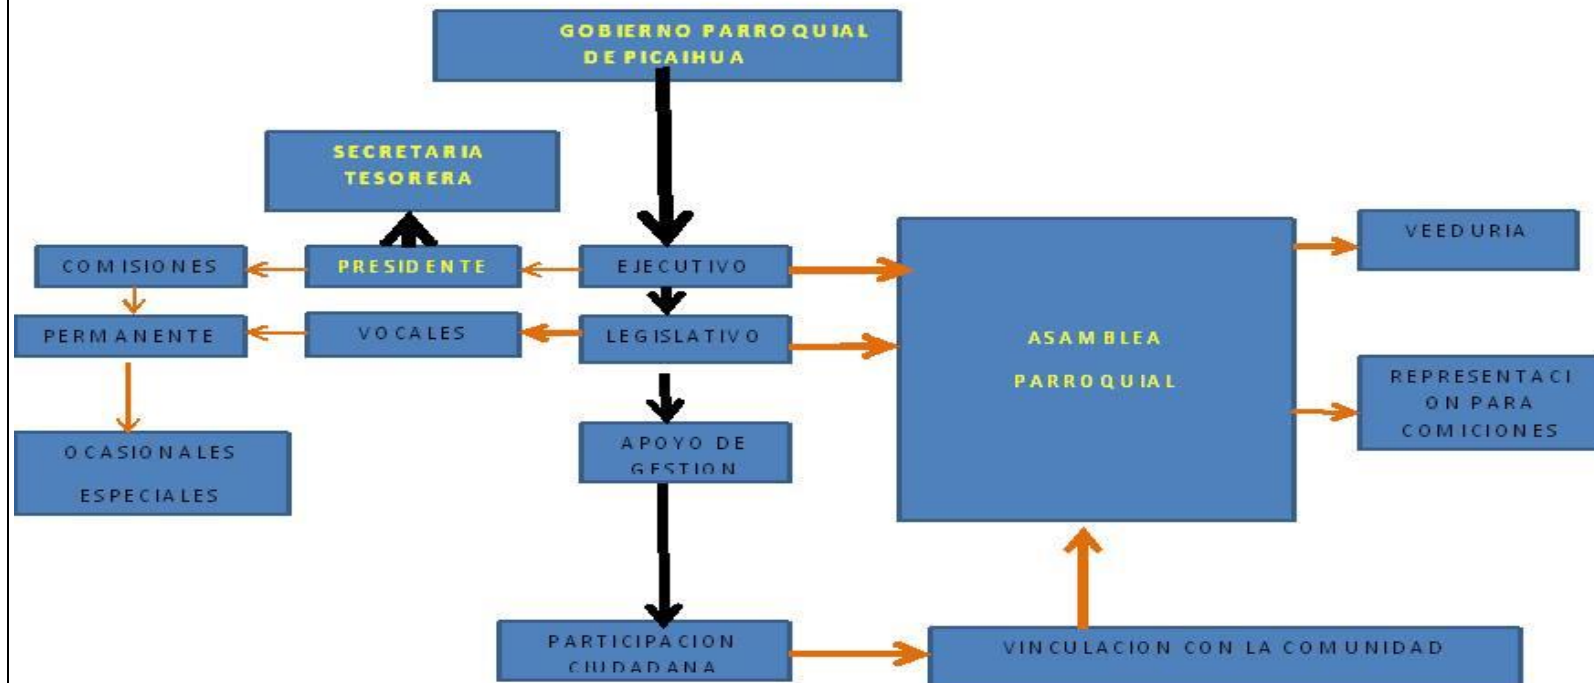 GOBIERNO PARROQUIAL
DE PICAIHUA
SECRETARIA
TESORERA
COMISIONES
PRESIDENTE
EJECUTIVO
VEEDURIA
PERMANENTE
VOCALES
LEGISLATIVO
ASAMBLEA
PARROQUIAL
REPRESENTACI
ON PARA
COMICIONES
OCASIONALES
ESPECIALES
APOYO DE
GESTION
PARTICIPACION
CIUDADANA
VINCULACION CON LA COMUNIDAD